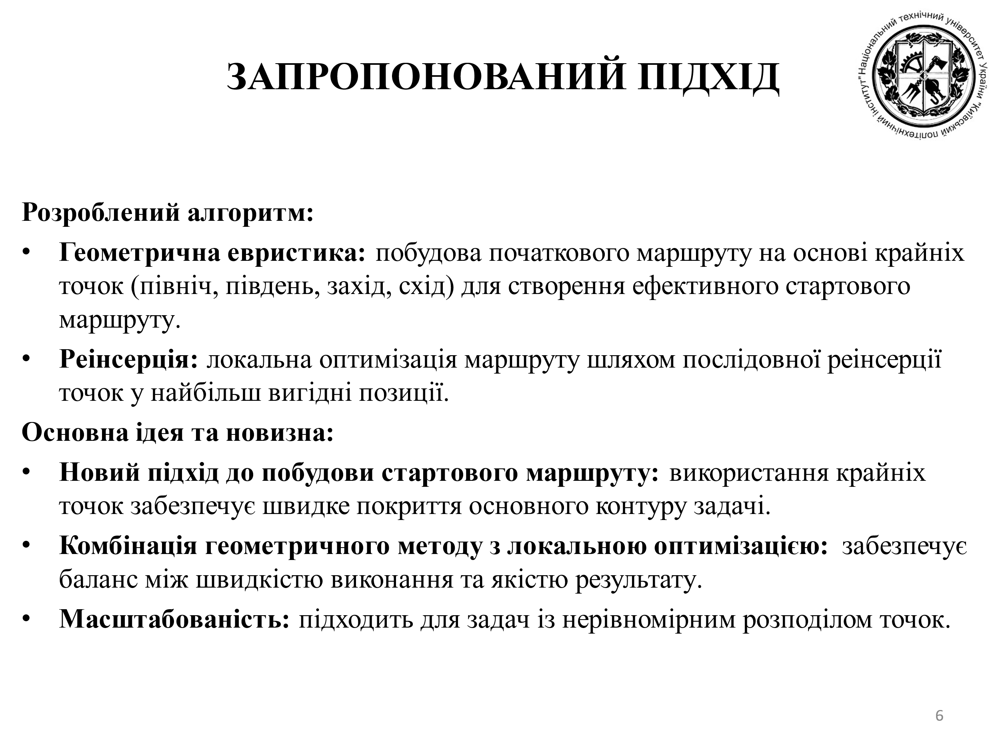 ЗАПРОПОНОВАНИЙ ПІДХІД
Національний технічний університет України "Київський політехнічний інститут"
Розроблений алгоритм:
• Геометрична евристика: побудова початкового маршруту на основі крайніх
точок (північ, південь, захід, схід) для створення ефективного стартового
маршруту.
• Реінсерція: локальна оптимізація маршруту шляхом послідовної реінсерції
точок у найбільш вигідні позиції.
Основна ідея та новизна:
• Новий підхід до побудови стартового маршруту: використання крайніх
точок забезпечує швидке покриття основного контуру задачі.
• Комбінація геометричного методу з локальною оптимізацією: забезпечує
баланс між швидкістю виконання та якістю результату.
• Масштабованість: підходить для задач із нерівномірним розподілом точок.
6